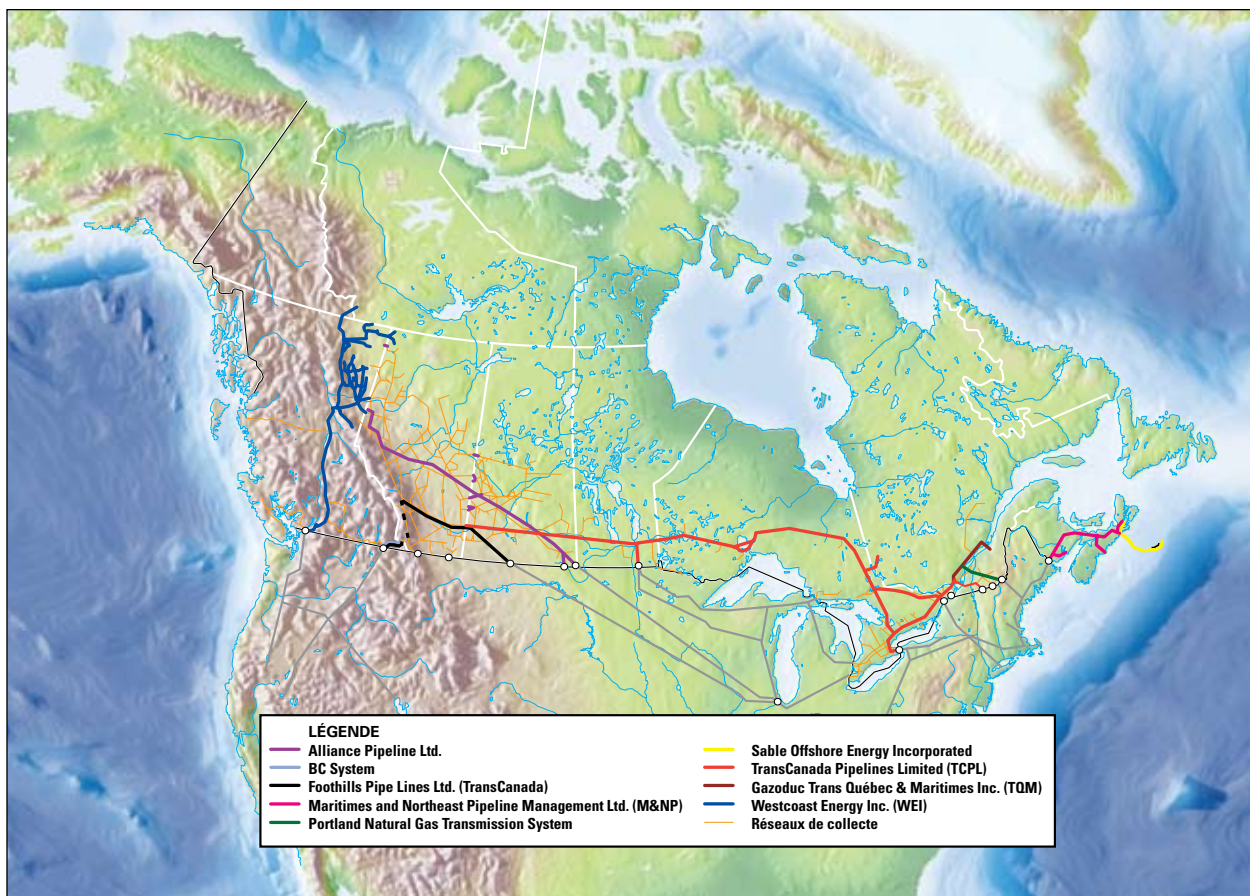 LÉGENDE
Alliance Pipeline Ltd.
BC System
Foothills Pipe Lines Ltd. (TransCanada)
Maritimes and Northeast Pipeline Management Ltd. (M&NP)
Portland Natural Gas Transmission System
Sable Offshore Energy Incorporated
TransCanada Pipelines Limited (TCPL)
Gazoduc Trans Québec & Maritimes Inc. (TQM)
Westcoast Energy Inc. (WEI)
Réseaux de collecte